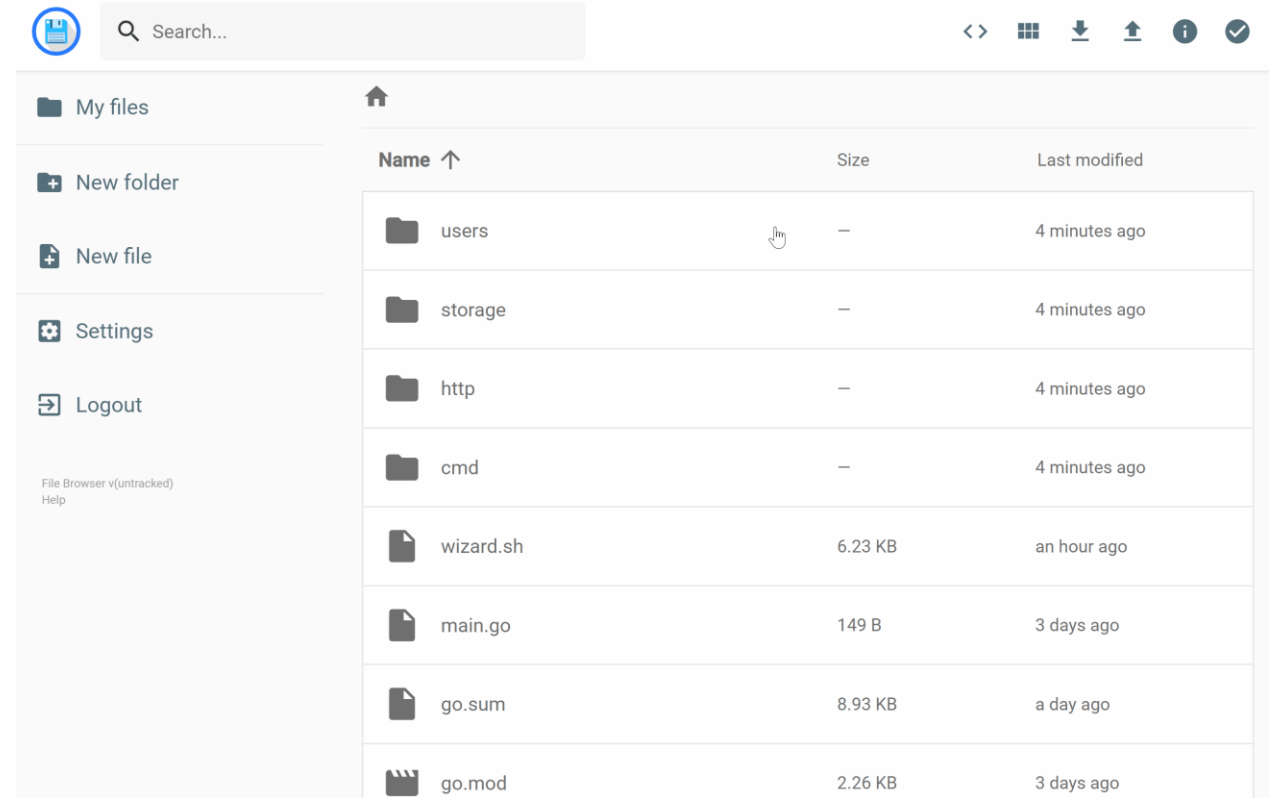 Search...
My files
New folder
New file
Settings
Logout
File Browser v(untracked)
Help
Name Size Last modified
users — 4 minutes ago
storage — 4 minutes ago
http — 4 minutes ago
cmd — 4 minutes ago
wizard.sh 6.23 KB an hour ago
main.go 149 B 3 days ago
go.sum 8.93 KB a day ago
go.mod 2.26 KB 3 days ago